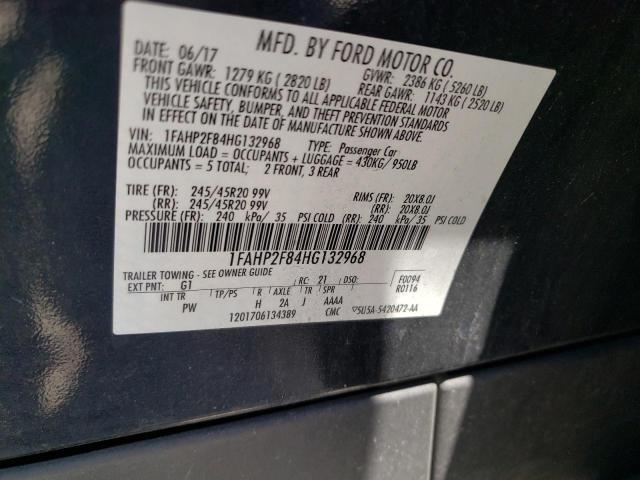 MFD. BY FORD MOTOR CO.
DATE: 06/17 GVWR: 2386 KG (5260 LB)
FRONT GAWR: 1279 KG (2820 LB) REAR GAWR: 1143 KG (2520 LB)
THIS VEHICLE CONFORMS TO ALL APPLICABLE FEDERAL MOTOR
VEHICLE SAFETY, BUMPER, AND THEFT PREVENTION STANDARDS
IN EFFECT ON THE DATE OF MANUFACTURE SHOWN ABOVE.
VIN: 1FAHP2F84HG132968 TYPE: Passenger Car
MAXIMUM LOAD = OCCUPANTS + LUGGAGE = 430KG/ 950LB
OCCUPANTS = 5 TOTAL; 2 FRONT, 3 REAR
TIRE (FR): 245/45R20 99V RIMS (FR): 20X8.0J
(RR): 245/45R20 99V (RR): 20X8.0J
PRESSURE (FR): 240 kPa/ 35 PSI COLD (RR): 240 kPa/ 35 PSI COLD
1FAHP2F84HG132968
TRAILER TOWING - SEE OWNER GUIDE
EXT PNT: G1 RC: 21 DSO: F0094
INT TR TP/PS R AXLE TR SPR R0116
PW H 2A J AAAA
1201706134389 CMC 5U5A-5420472-AA